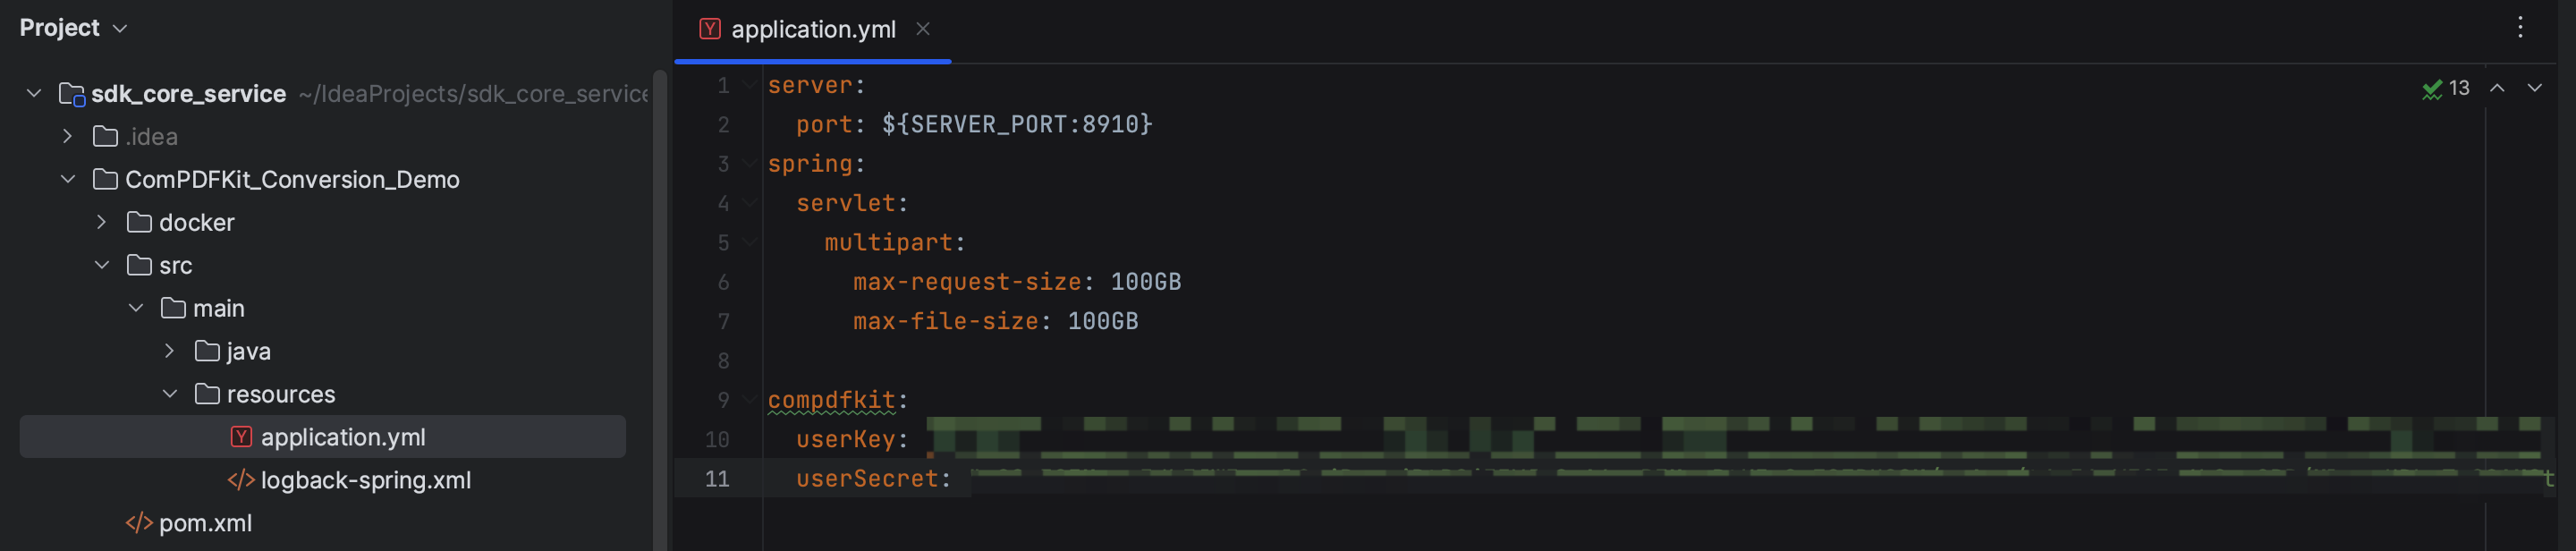 Project
sdk_core_service ~/IdeaProjects/sdk_core_service
.idea
ComPDFKit_Conversion_Demo
docker
src
main
java
resources
application.yml
logback-spring.xml
pom.xml
application.yml
13
1 server:
2 port: ${SERVER_PORT:8910}
3 spring:
4 servlet:
5 multipart:
6 max-request-size: 100GB
7 max-file-size: 100GB
8
9 compdfkit:
10 userKey:
11 userSecret: